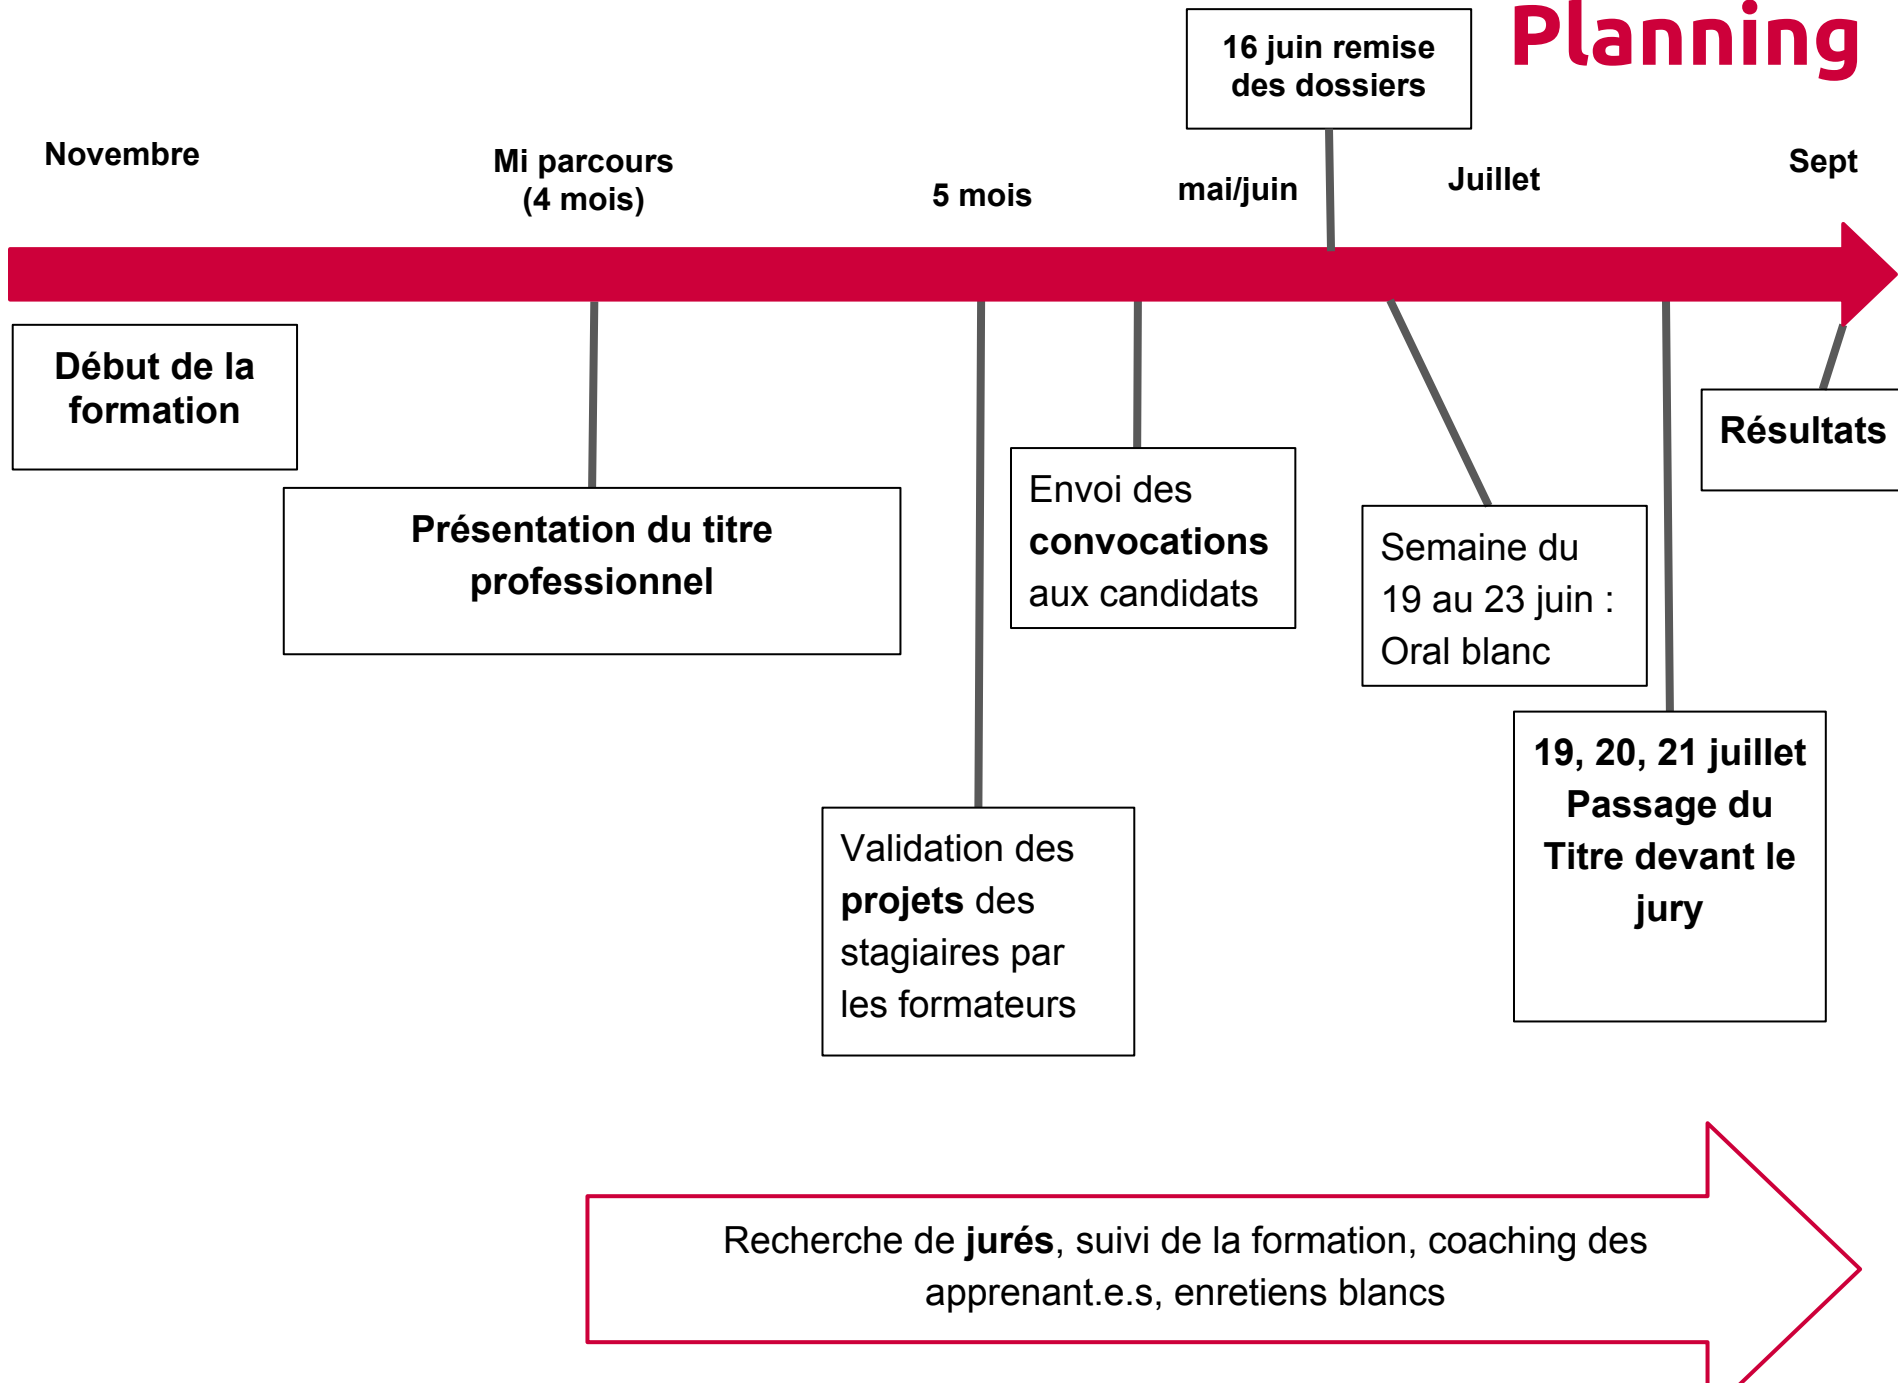 Planning
16 juin remise
des dossiers
Novembre
Mi parcours
(4 mois)
5 mois
mai/juin
Juillet
Sept
Début de la
formation
Résultats
Présentation du titre
professionnel
Envoi des
convocations
aux candidats
Semaine du
19 au 23 juin :
Oral blanc
19, 20, 21 juillet
Passage du
Titre devant le
jury
Validation des
projets des
stagiaires par
les formateurs
Recherche de jurés, suivi de la formation, coaching des
apprenant.e.s, enretiens blancs